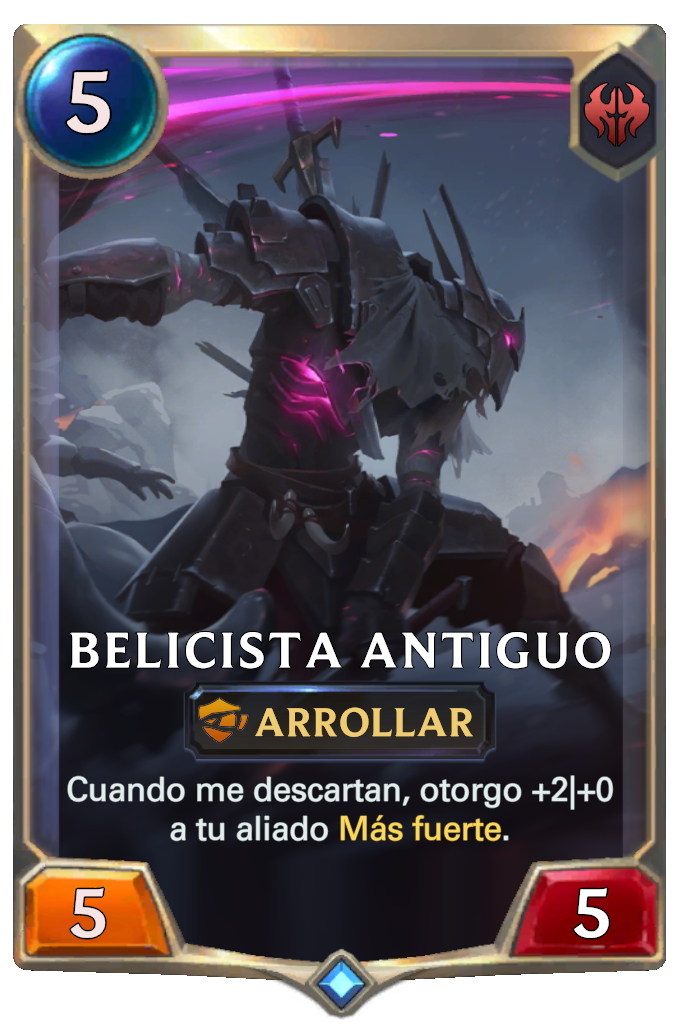 5
BELICISTA ANTIGUO
ARROLLAR
Cuando me descartan, otorgo +2|+0
a tu aliado Más fuerte.
5
5